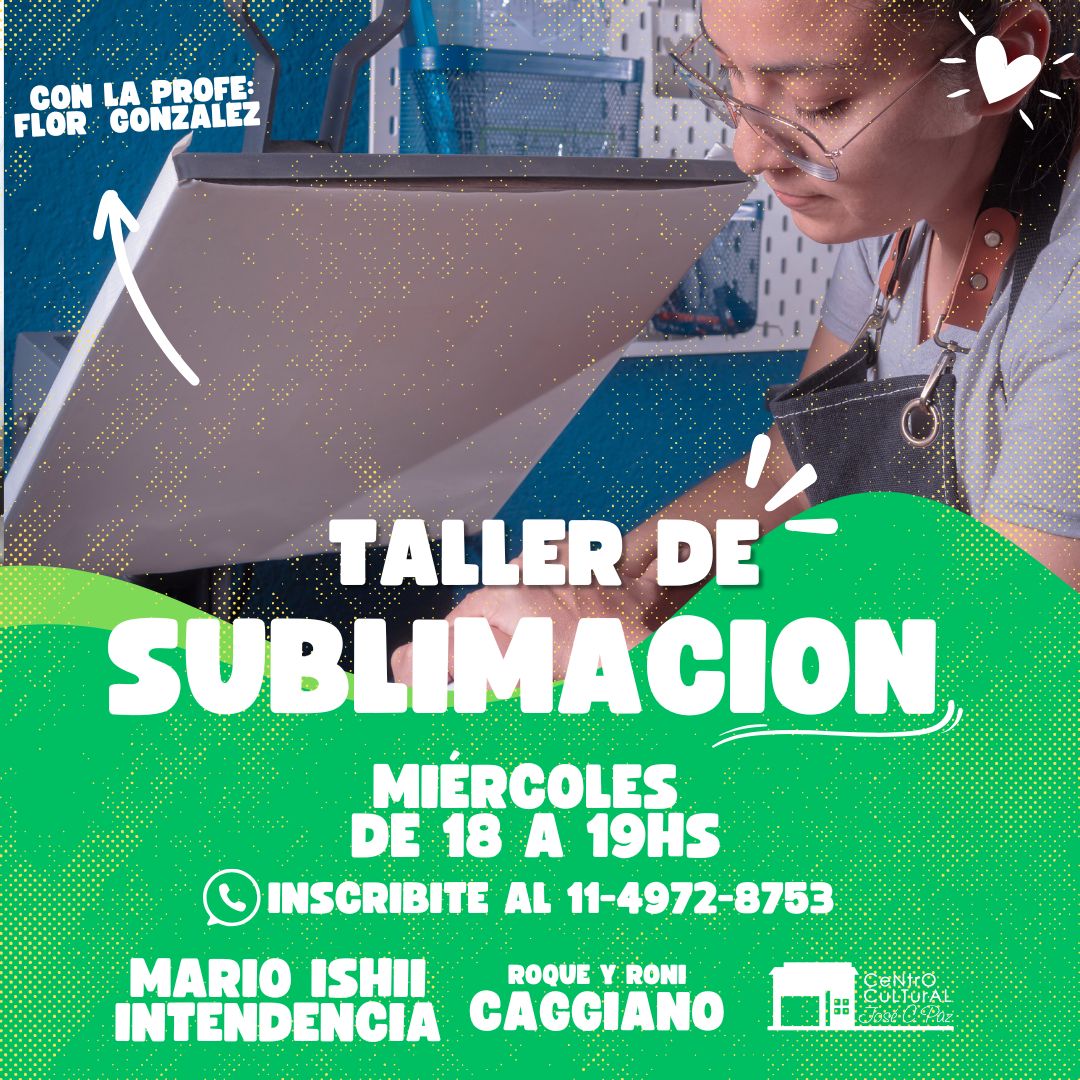 CON LA PROFE:
FLOR GONZALEZ
TALLER DE
SUBLIMACION
MIÉRCOLES
DE 18 A 19HS
INSCRIBITE AL 11-4972-8753
MARIO ISHII
INTENDENCIA
ROQUE Y RONI
CAGGIANO
CeNtrO
CULtURAL
José C. Paz